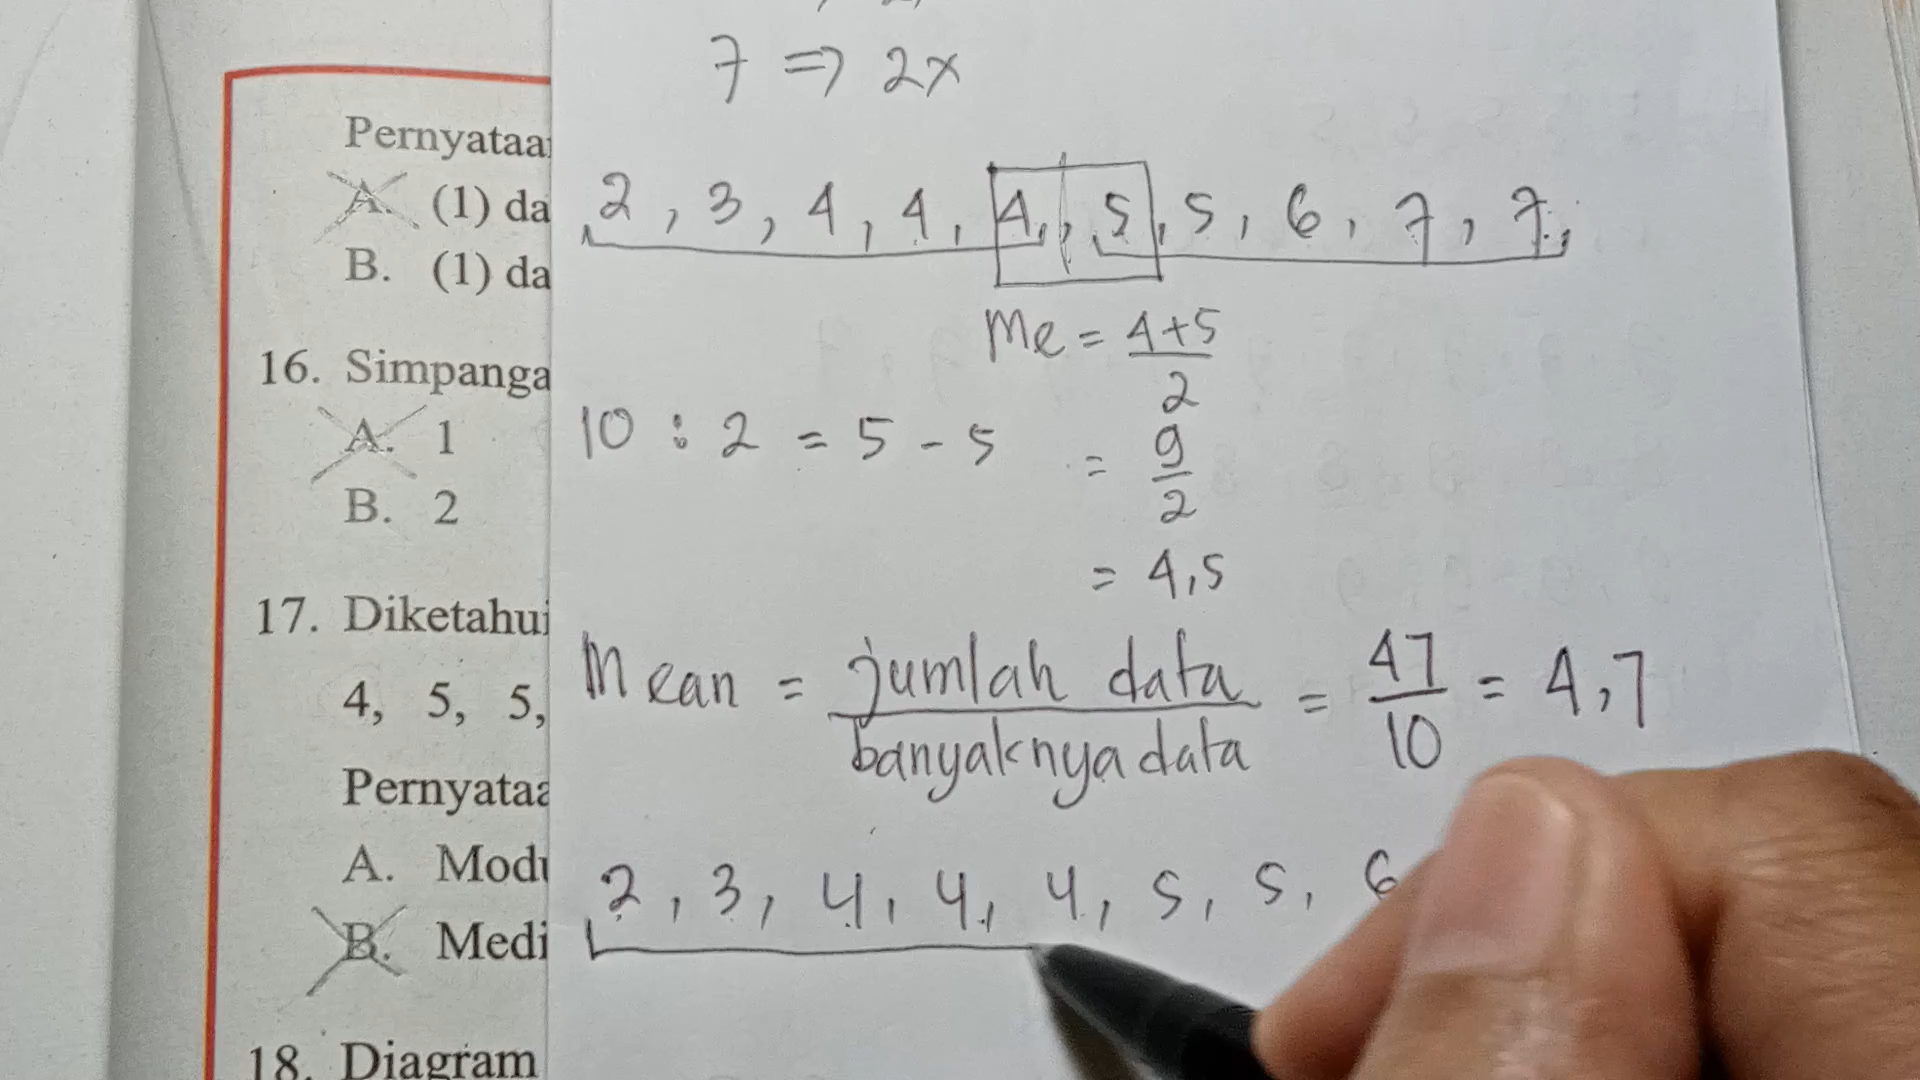 7 => 2x
Pernyataa
A. (1) da
B. (1) da
2, 3, 4, 4, 4, 5, 5, 6, 7, 7,
Me = 4+5
2
10 : 2 = 5 - 5
= 9
2
= 4,5
16. Simpanga
A. 1
B. 2
17. Diketahui
4, 5, 5,
Mean = jumlah data = 47 = 4,7
banyaknya data 10
Pernyataa
A. Modu
B. Medi
2, 3, 4, 4, 4, 5, 5, 6
18. Diagram